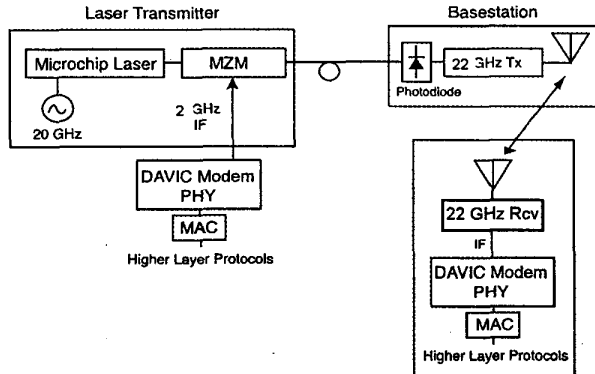 Laser Transmitter
Basestation
Microchip Laser
MZM
20 GHz
2 GHz
IF
Photodiode
22 GHz Tx
DAVIC Modem
PHY
MAC
Higher Layer Protocols
22 GHz Rcv
IF
DAVIC Modem
PHY
MAC
Higher Layer Protocols